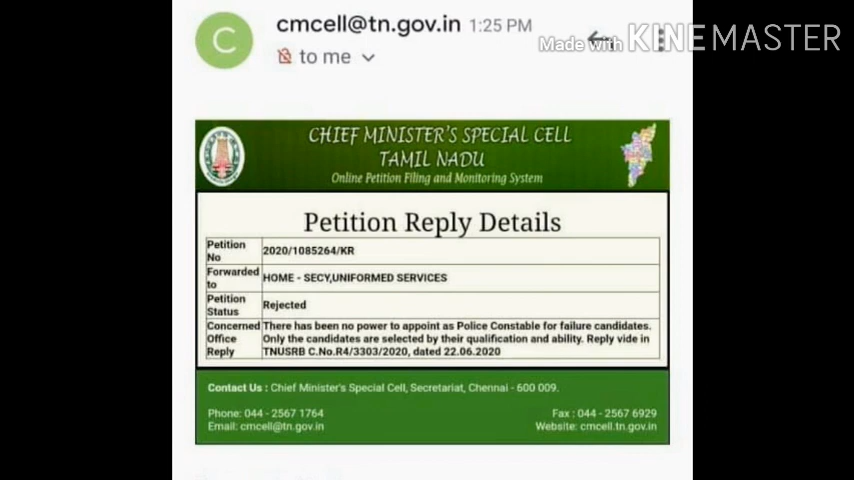 cmcell@tn.gov.in 1:25 PM
to me
Made with KINEMASTER
C
CHIEF MINISTER'S SPECIAL CELL
TAMIL NADU
Online Petition Filing and Monitoring System
Petition Reply Details
Petition No 2020/1085264/KR
Forwarded to HOME - SECY,UNIFORMED SERVICES
Petition Status Rejected
Concerned Office Reply There has been no power to appoint as Police Constable for failure candidates.
Only the candidates are selected by their qualification and ability. Reply vide in
TNUSRB C.No.R4/3303/2020, dated 22.06.2020
Contact Us : Chief Minister's Special Cell, Secretariat, Chennai - 600 009.
Phone: 044 - 2567 1764 Fax : 044 - 2567 6929
Email: cmcell@tn.gov.in Website: cmcell.tn.gov.in